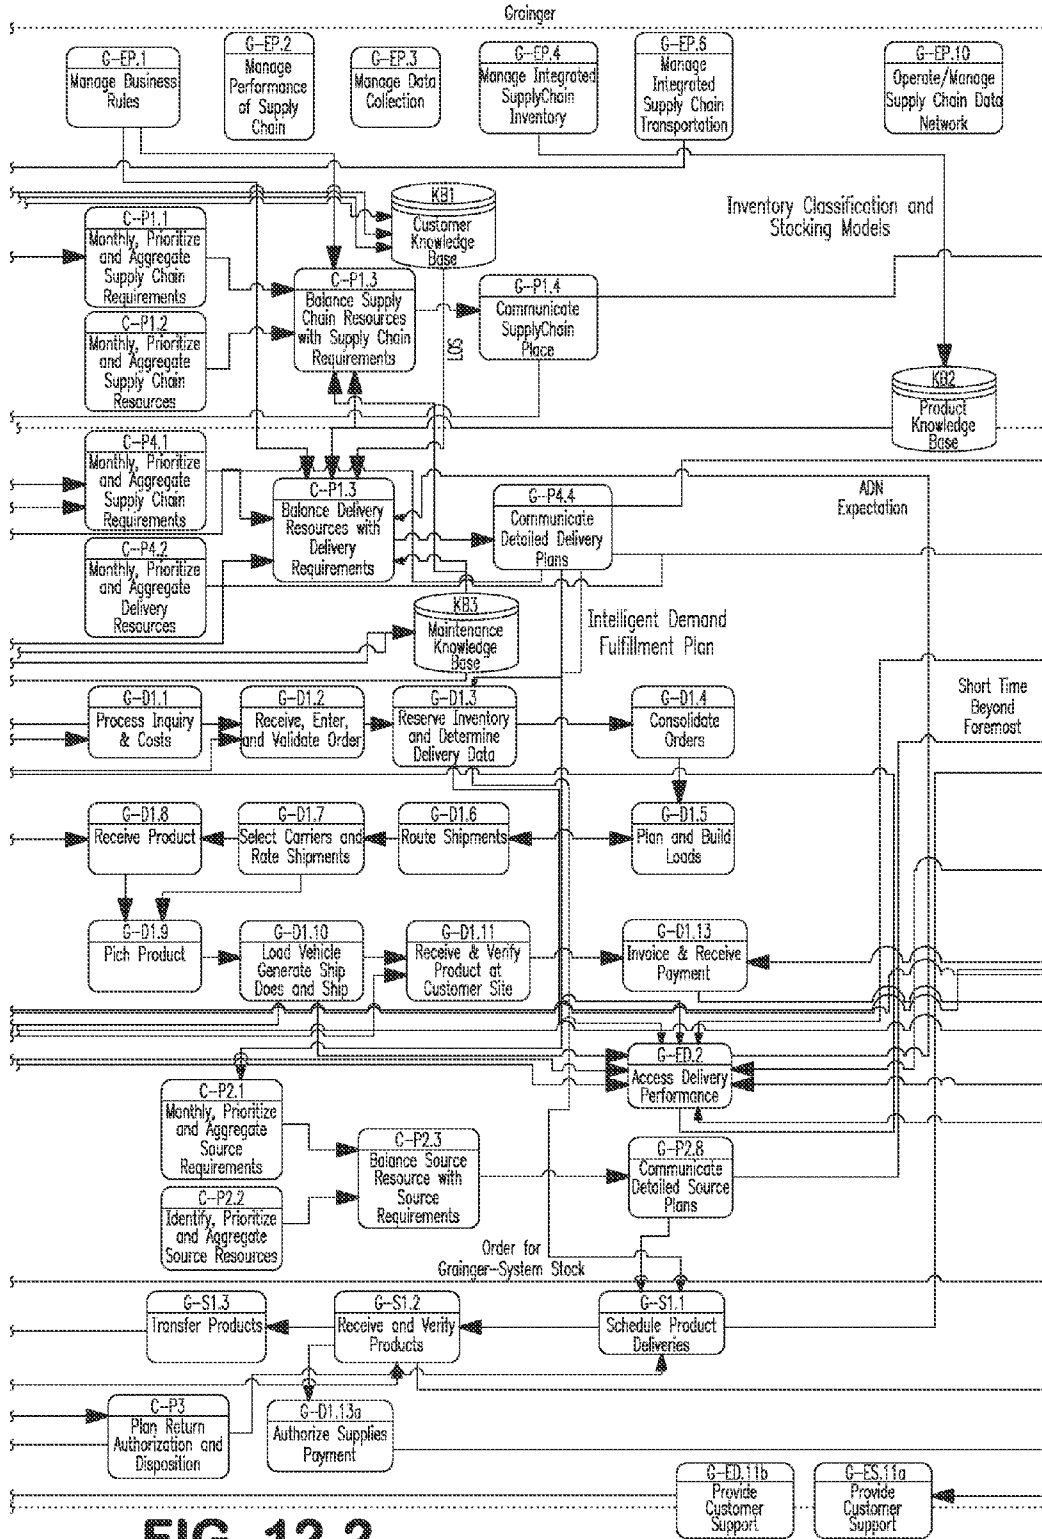 Grainger
G-EP.1
Manage Business
Rules
G-EP.2
Manage
Performance
of Supply
Chain
G-EP.3
Manage Data
Collection
G-EP.4
Manage Integrated
SupplyChain
Inventory
G-EP.6
Manage
Integrated
Supply Chain
Transportation
G-EP.10
Operate/Manage
Supply Chain Data
Network
KB1
Customer
Knowledge
Base
Inventory Classification and
Stocking Models
C-P1.1
Monthly, Prioritize
and Aggregate
Supply Chain
Requirements
C-P1.3
Balance Supply
Chain Resources
with Supply Chain
Requirements
G-P1.4
Communicate
SupplyChain
Place
C-P1.2
Monthly, Prioritize
and Aggregate
Supply Chain
Resources
LOS
KB2
Product
Knowledge
Base
C-P4.1
Monthly, Prioritize
and Aggregate
Supply Chain
Requirements
C-P1.3
Balance Delivery
Resources with
Delivery
Requirements
G-P4.4
Communicate
Detailed Delivery
Plans
ADN
Expectation
C-P4.2
Monthly, Prioritize
and Aggregate
Delivery
Resources
KB3
Maintenance
Knowledge
Base
Intelligent Demand
Fulfillment Plan
G-D1.1
Process Inquiry
& Costs
G-D1.2
Receive, Enter,
and Validate Order
G-D1.3
Reserve Inventory
and Determine
Delivery Data
G-D1.4
Consolidate
Orders
Short Time
Beyond
Foremost
G-D1.8
Receive Product
G-D1.7
Select Carriers and
Rate Shipments
G-D1.6
Route Shipments
G-D1.5
Plan and Build
Loads
G-D1.9
Pich Product
G-D1.10
Load Vehicle
Generate Ship
Does and Ship
G-D1.11
Receive & Verify
Product at
Customer Site
G-D1.13
Invoice & Receive
Payment
G-ED.2
Access Delivery
Performance
C-P2.1
Monthly, Prioritize
and Aggregate
Source
Requirements
C-P2.3
Balance Source
Resource with
Source
Requirements
G-P2.8
Communicate
Detailed Source
Plans
C-P2.2
Identify, Prioritize
and Aggregate
Source Resources
Order for
Grainger-System Stock
G-S1.3
Transfer Products
G-S1.2
Receive and Verify
Products
G-S1.1
Schedule Product
Deliveries
C-P3
Plan Return
Authorization and
Disposition
G-D1.13a
Authorize Supplies
Payment
G-ED.11b
Provide
Customer
Support
G-ES.11a
Provide
Customer
Support
FIG. 12.2